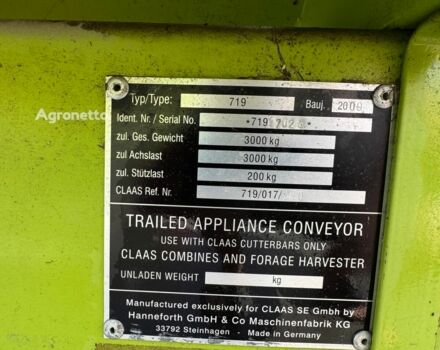 Agronetto
Typ/Type: 719 Bauj. 2009
Ident. Nr. / Serial No.
zul. Ges. Gewicht 3000 kg
zul. Achslast 3000 kg
zul. Stützlast 200 kg
CLAAS Ref. Nr. 719/017/
TRAILED APPLIANCE CONVEYOR
USE WITH CLAAS CUTTERBARS ONLY
CLAAS COMBINES AND FORAGE HARVESTER
UNLADEN WEIGHT kg
Manufactured exclusively for CLAAS SE Gmbh by
Hanneforth GmbH & Co Maschinenfabrik KG
33792 Steinhagen - Made in Germany